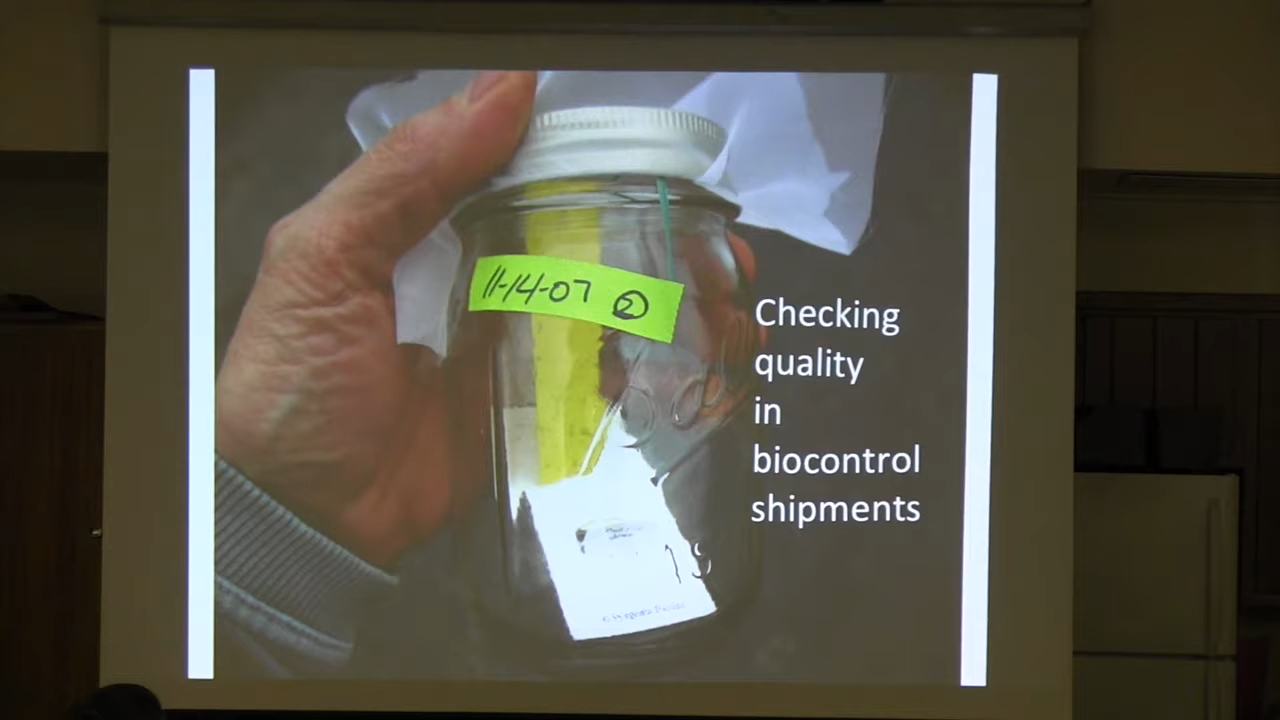 11-14-07 2
Checking
quality
in
biocontrol
shipments